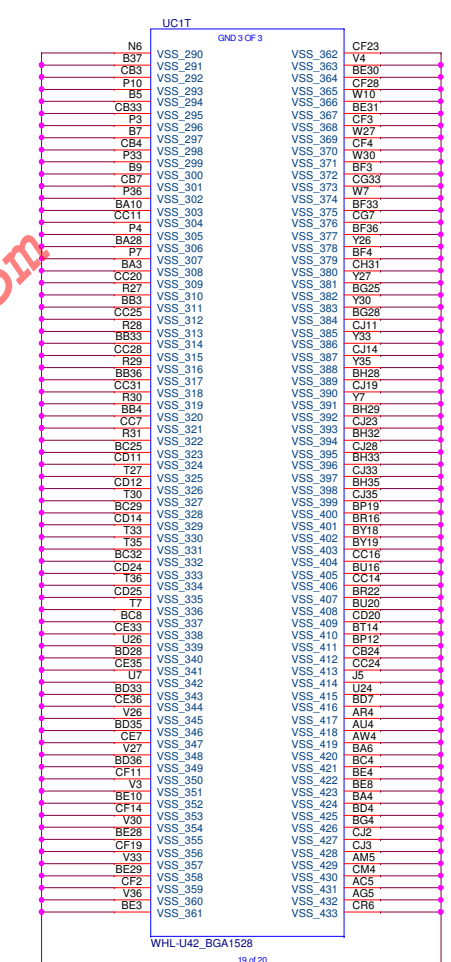 UC1T
GND 3 OF 3
N6 VSS_290 VSS_362 CF23
B37 VSS_291 VSS_363 V4
CB3 VSS_292 VSS_364 BE30
P10 VSS_293 VSS_365 CF28
B5 VSS_294 VSS_366 W10
CB33 VSS_295 VSS_367 BE31
P3 VSS_296 VSS_368 CF3
B7 VSS_297 VSS_369 W27
CB4 VSS_298 VSS_370 CF4
P33 VSS_299 VSS_371 W30
B9 VSS_300 VSS_372 BF3
CB7 VSS_301 VSS_373 CG33
P36 VSS_302 VSS_374 W7
BA10 VSS_303 VSS_375 BF33
CC11 VSS_304 VSS_376 CG7
P4 VSS_305 VSS_377 BF36
BA28 VSS_306 VSS_378 Y26
P7 VSS_307 VSS_379 BF4
BA3 VSS_308 VSS_380 CH31
CC20 VSS_309 VSS_381 Y27
R27 VSS_310 VSS_382 BG25
BB3 VSS_311 VSS_383 Y30
CC25 VSS_312 VSS_384 BG28
R28 VSS_313 VSS_385 CJ11
BB33 VSS_314 VSS_386 Y33
CC28 VSS_315 VSS_387 CJ14
R29 VSS_316 VSS_388 Y35
BB36 VSS_317 VSS_389 BH28
CC31 VSS_318 VSS_390 CJ19
R30 VSS_319 VSS_391 Y7
BB4 VSS_320 VSS_392 BH29
CC7 VSS_321 VSS_393 CJ23
R31 VSS_322 VSS_394 BH32
BC25 VSS_323 VSS_395 CJ28
CD11 VSS_324 VSS_396 BH33
T27 VSS_325 VSS_397 CJ33
CD12 VSS_326 VSS_398 BH35
T30 VSS_327 VSS_399 CJ35
BC29 VSS_328 VSS_400 BP19
CD14 VSS_329 VSS_401 BR16
T33 VSS_330 VSS_402 BY18
T35 VSS_331 VSS_403 BY19
BC32 VSS_332 VSS_404 CC16
CD24 VSS_333 VSS_405 BU16
T36 VSS_334 VSS_406 CC14
CD25 VSS_335 VSS_407 BR22
T7 VSS_336 VSS_408 BU20
BC8 VSS_337 VSS_409 CD20
CE33 VSS_338 VSS_410 BT14
U26 VSS_339 VSS_411 BP12
BD28 VSS_340 VSS_412 CB24
CE35 VSS_341 VSS_413 CC24
U7 VSS_342 VSS_414 J5
BD33 VSS_343 VSS_415 U24
CE36 VSS_344 VSS_416 BD7
V26 VSS_345 VSS_417 AR4
BD35 VSS_346 VSS_418 AU4
CE7 VSS_347 VSS_419 AW4
V27 VSS_348 VSS_420 BA6
BD36 VSS_349 VSS_421 BC4
CF11 VSS_350 VSS_422 BE4
V3 VSS_351 VSS_423 BE8
BE10 VSS_352 VSS_424 BA4
CF14 VSS_353 VSS_425 BD4
V30 VSS_354 VSS_426 BG4
BE28 VSS_355 VSS_427 CJ2
CF19 VSS_356 VSS_428 CJ3
V33 VSS_357 VSS_429 AM5
BE29 VSS_358 VSS_430 CM4
CF2 VSS_359 VSS_431 AC5
V36 VSS_360 VSS_432 AG5
BE3 VSS_361 VSS_433 CR6
WHL-U42_BGA1528
19 of 20